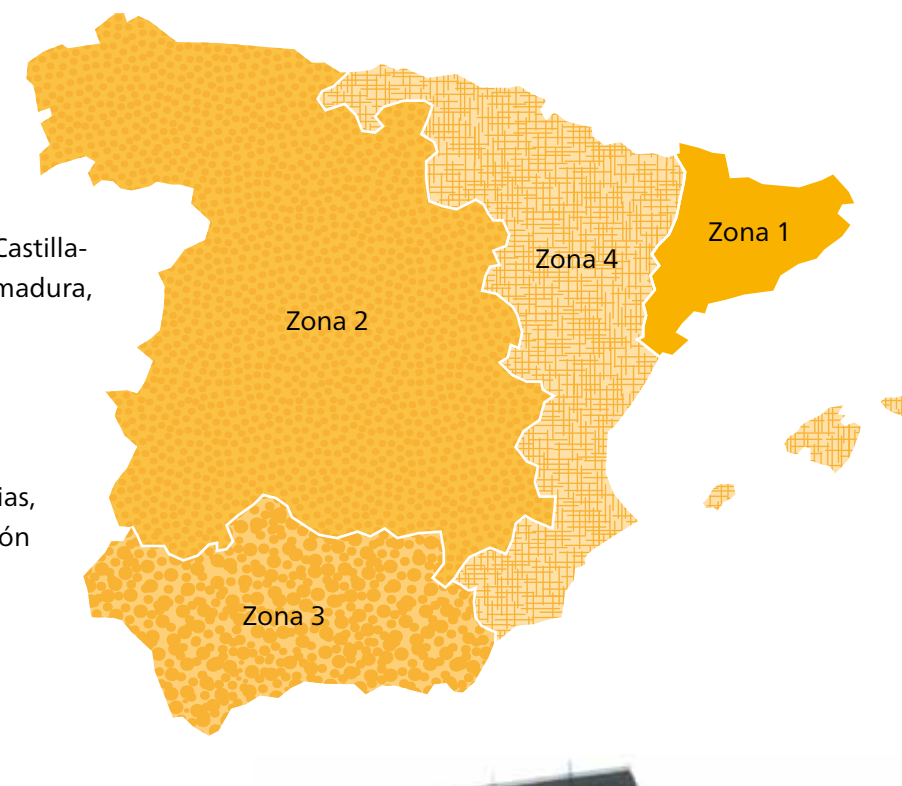 Castilla-
madura,
ias,
ón
Zona 1
Zona 4
Zona 2
Zona 3